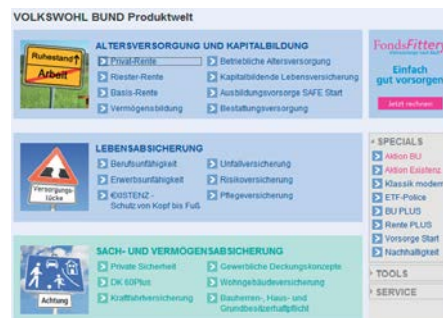 VOLKSWOHL BUND Produktwelt
Ruhestand
Arbeit
ALTERSVERSORGUNG UND KAPITALBILDUNG
Privat-Rente
Riester-Rente
Basis-Rente
Vermögensbildung
Betriebliche Altersversorgung
Kapitalbildende Lebensversicherung
Ausbildungsvorsorge SAFE Start
Bestattungsversorgung
Versorgungs-
lücke
LEBENSABSICHERUNG
Berufsunfähigkeit
Erwerbsunfähigkeit
€XISTENZ -
Schutz von Kopf bis Fuß
Unfallversicherung
Risikoversicherung
Pflegeversicherung
Achtung
SACH- UND VERMÖGENSABSICHERUNG
Private Sicherheit
DK 60Plus
Kraftfahrtversicherung
Gewerbliche Deckungskonzepte
Wohngebäudeversicherung
Bauherren-, Haus- und
Grundbesitzerhaftpflicht
FondsFittery
Einfach
gut vorsorgen
Jetzt rechnen
SPECIALS
Aktion BU
Aktion Existenz
Klassik modern
ETF-Police
BU PLUS
Rente PLUS
Vorsorge Start
Nachhaltigkeit
TOOLS
SERVICE